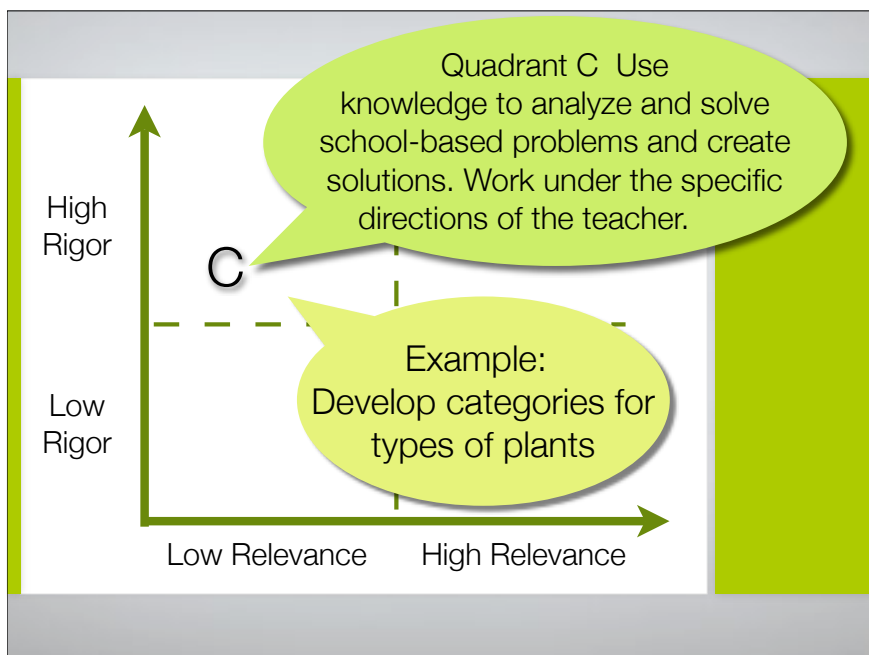 Quadrant C  Use
knowledge to analyze and solve
school-based problems and create
solutions. Work under the specific
directions of the teacher.
High
Rigor
C
Example:
Develop categories for
types of plants
Low
Rigor
Low Relevance
High Relevance